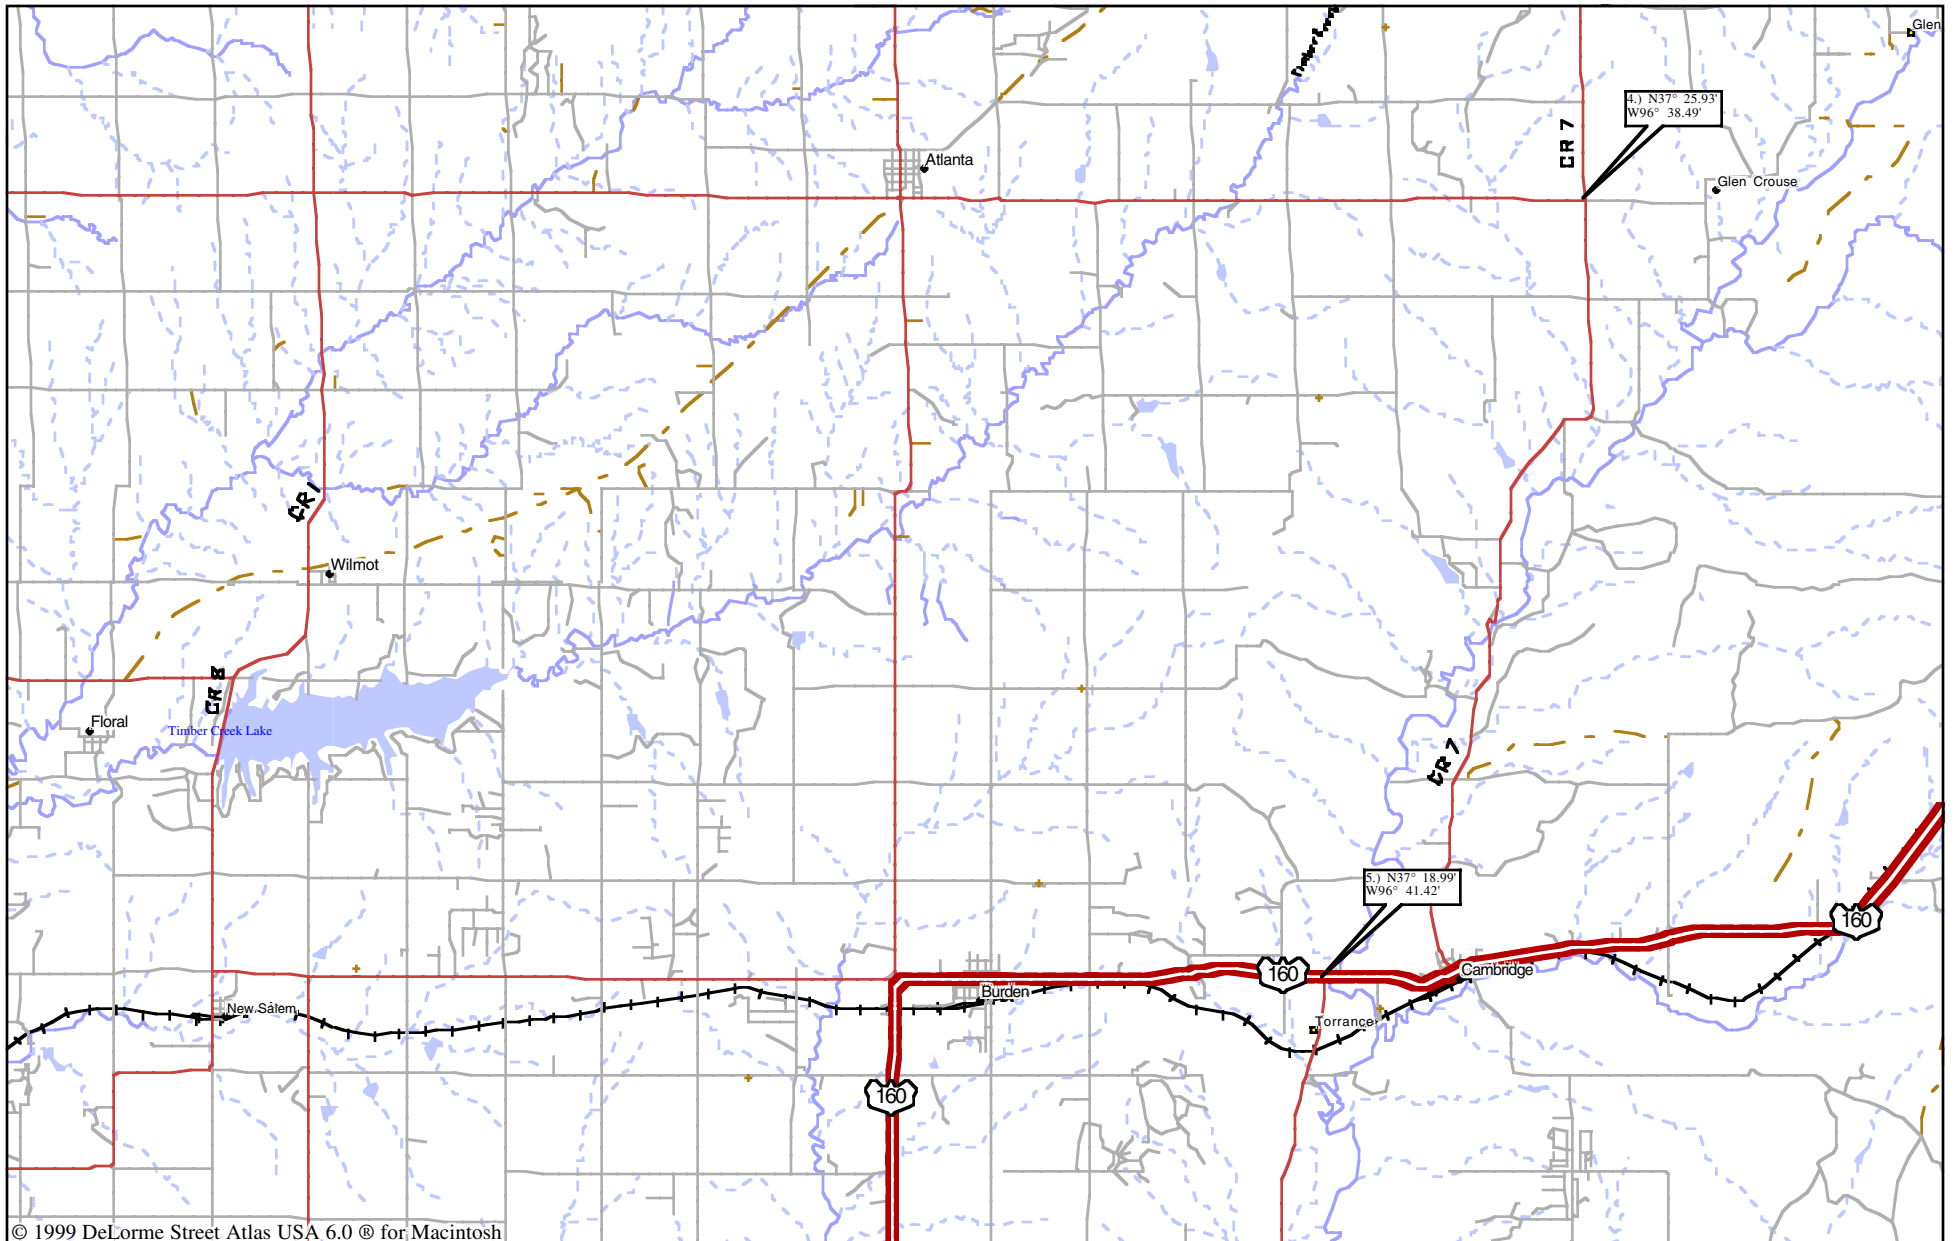 Glen
4.) N37° 25.93'
W96° 38.49'
CR 7
Atlanta
Glen Crouse
CR 1
Wilmot
CR 8
Floral
Timber Creek Lake
CR 7
5.) N37° 18.99'
W96° 41.42'
160
160
Cambridge
Burden
New Salem
Torrance
160
© 1999 DeLorme Street Atlas USA 6.0 ® for Macintosh